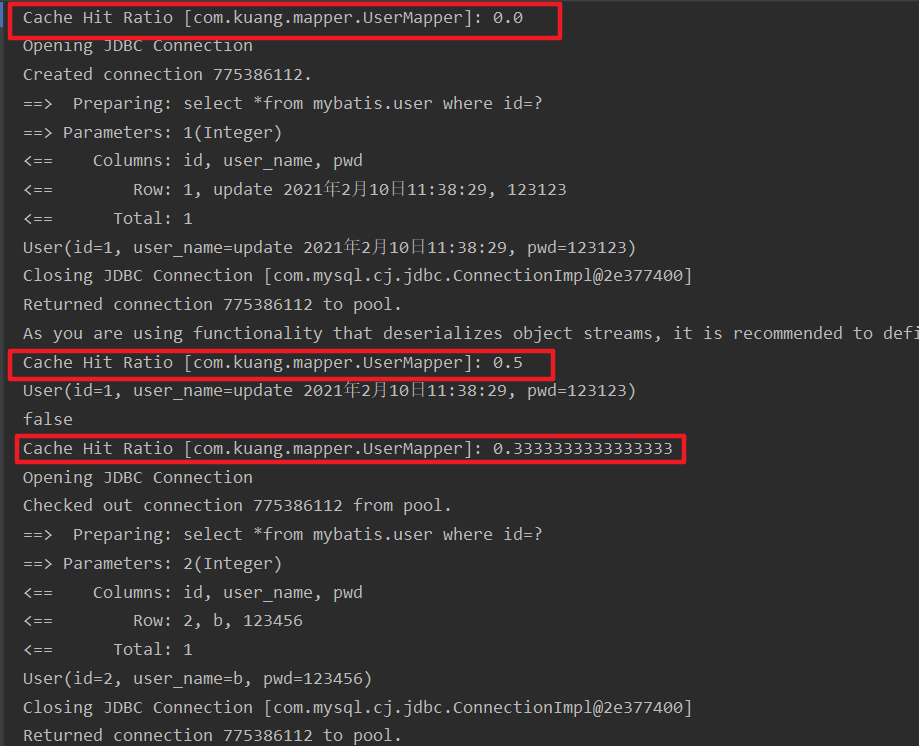 Cache Hit Ratio [com.kuang.mapper.UserMapper]: 0.0
Opening JDBC Connection
Created connection 775386112.
==>  Preparing: select *from mybatis.user where id=?
==> Parameters: 1(Integer)
<==    Columns: id, user_name, pwd
<==        Row: 1, update 2021年2月10日11:38:29, 123123
<==      Total: 1
User(id=1, user_name=update 2021年2月10日11:38:29, pwd=123123)
Closing JDBC Connection [com.mysql.cj.jdbc.ConnectionImpl@2e377400]
Returned connection 775386112 to pool.
As you are using functionality that deserializes object streams, it is recommended to defi
Cache Hit Ratio [com.kuang.mapper.UserMapper]: 0.5
User(id=1, user_name=update 2021年2月10日11:38:29, pwd=123123)
false
Cache Hit Ratio [com.kuang.mapper.UserMapper]: 0.3333333333333333
Opening JDBC Connection
Checked out connection 775386112 from pool.
==>  Preparing: select *from mybatis.user where id=?
==> Parameters: 2(Integer)
<==    Columns: id, user_name, pwd
<==        Row: 2, b, 123456
<==      Total: 1
User(id=2, user_name=b, pwd=123456)
Closing JDBC Connection [com.mysql.cj.jdbc.ConnectionImpl@2e377400]
Returned connection 775386112 to pool.